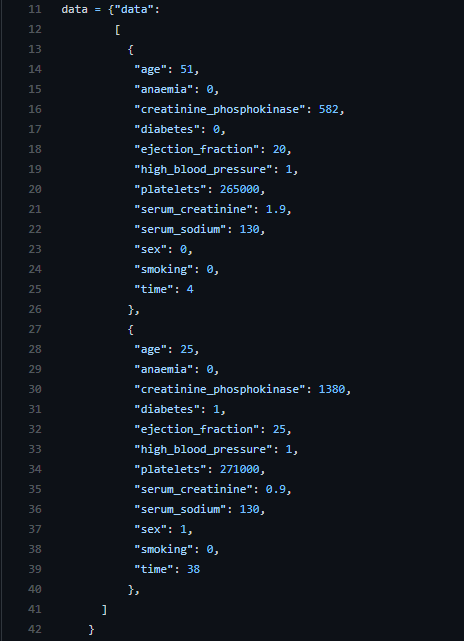 11 data = {"data":
12 [
13 {
14 "age": 51,
15 "anaemia": 0,
16 "creatinine_phosphokinase": 582,
17 "diabetes": 0,
18 "ejection_fraction": 20,
19 "high_blood_pressure": 1,
20 "platelets": 265000,
21 "serum_creatinine": 1.9,
22 "serum_sodium": 130,
23 "sex": 0,
24 "smoking": 0,
25 "time": 4
26 },
27 {
28 "age": 25,
29 "anaemia": 0,
30 "creatinine_phosphokinase": 1380,
31 "diabetes": 1,
32 "ejection_fraction": 25,
33 "high_blood_pressure": 1,
34 "platelets": 271000,
35 "serum_creatinine": 0.9,
36 "serum_sodium": 130,
37 "sex": 1,
38 "smoking": 0,
39 "time": 38
40 },
41 ]
42 }